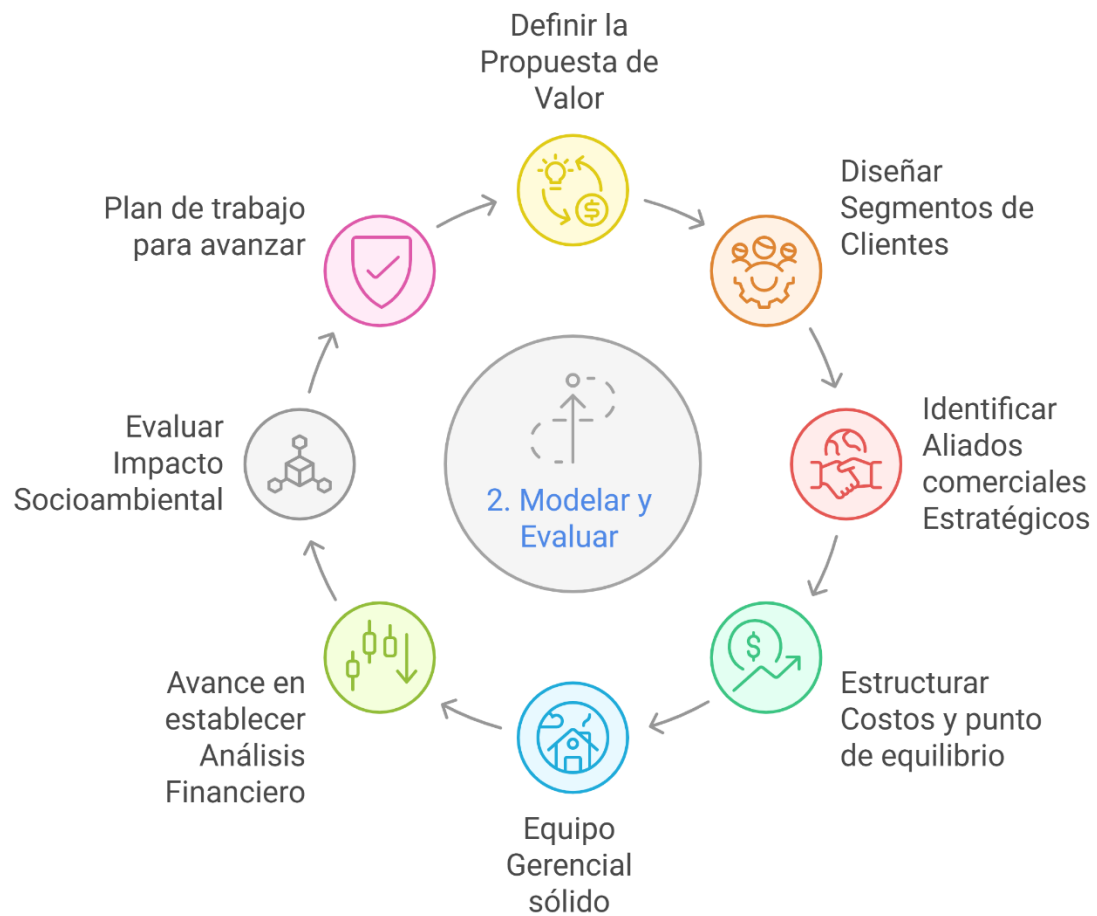 Definir la
Propuesta de
Valor
Diseñar
Segmentos de
Clientes
Identificar
Aliados
comerciales
Estratégicos
Estructurar
Costos y punto
de equilibrio
Equipo
Gerencial
sólido
Avance en
establecer
Análisis
Financiero
Evaluar
Impacto
Socioambiental
Plan de trabajo
para avanzar
2. Modelar y
Evaluar
$
$